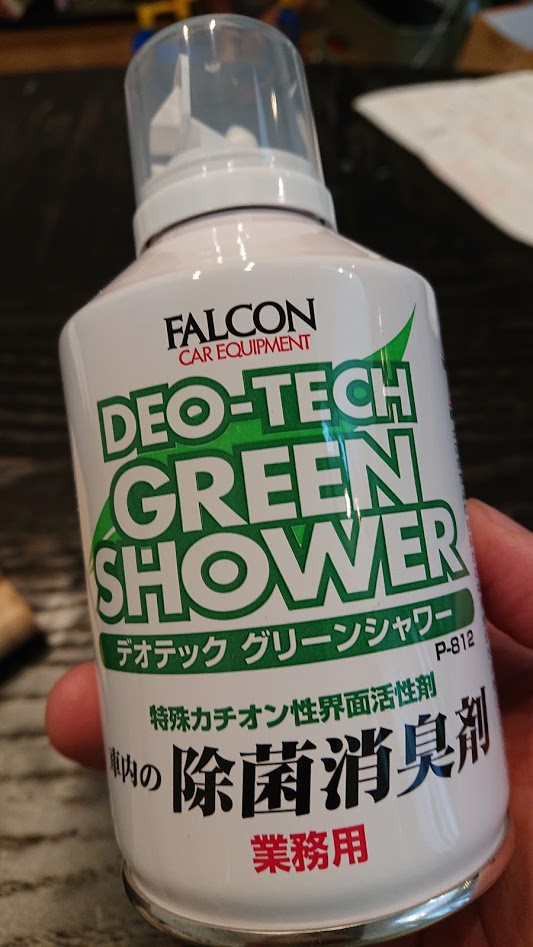 FALCON
CAR EQUIPMENT
DEO-TECH
GREEN
SHOWER
デオテック グリーンシャワー
P-812
特殊カチオン性界面活性剤
車内の 除菌消臭剤
業務用